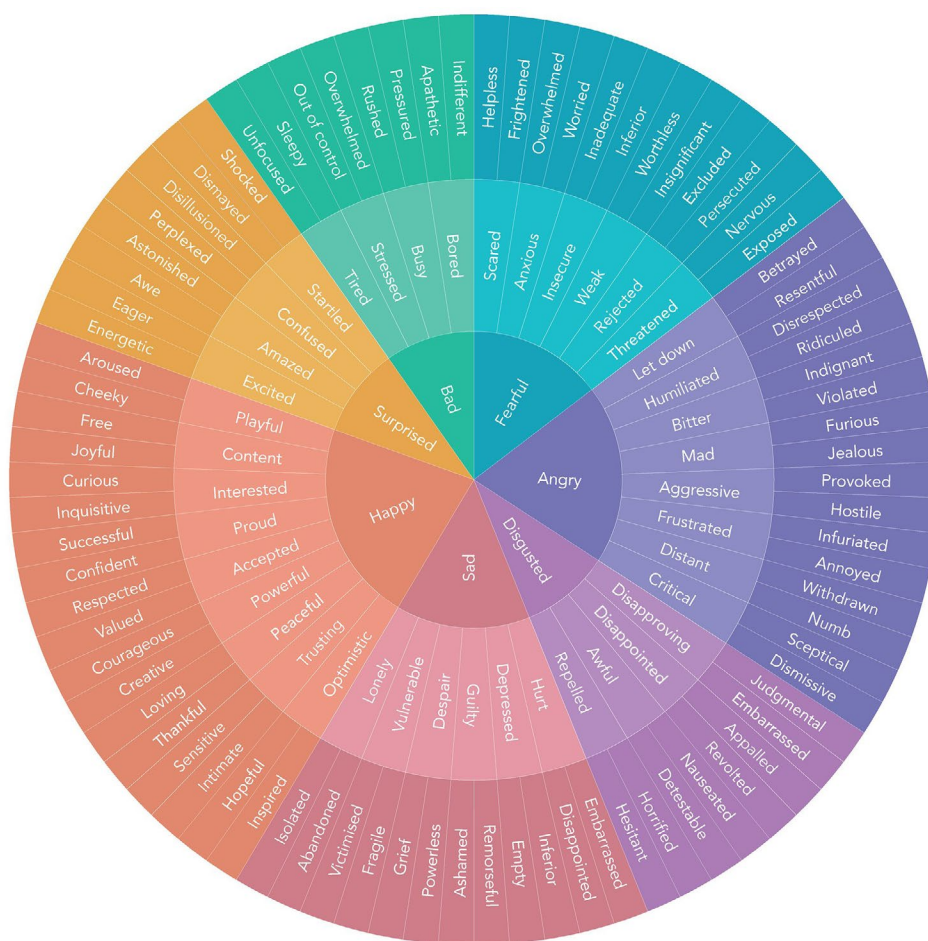 Fearful
Angry
Disgusted
Sad
Happy
Surprised
Bad
Scared
Anxious
Insecure
Weak
Rejected
Threatened
Let down
Humiliated
Bitter
Mad
Aggressive
Frustrated
Distant
Critical
Disapproving
Disappointed
Awful
Repelled
Hurt
Depressed
Guilty
Despair
Vulnerable
Lonely
Optimistic
Trusting
Peaceful
Powerful
Accepted
Proud
Interested
Content
Playful
Excited
Amazed
Confused
Startled
Tired
Stressed
Busy
Bored
Helpless
Frightened
Overwhelmed
Worried
Inadequate
Inferior
Worthless
Insignificant
Excluded
Persecuted
Nervous
Exposed
Betrayed
Resentful
Disrespected
Ridiculed
Indignant
Violated
Furious
Jealous
Provoked
Hostile
Infuriated
Annoyed
Withdrawn
Numb
Sceptical
Dismissive
Judgmental
Embarrassed
Appalled
Revolted
Nauseated
Detestable
Horrified
Hesitant
Embarrassed
Disappointed
Inferior
Empty
Remorseful
Ashamed
Powerless
Grief
Fragile
Victimised
Abandoned
Isolated
Inspired
Hopeful
Intimate
Sensitive
Thankful
Loving
Creative
Courageous
Valued
Respected
Confident
Successful
Inquisitive
Curious
Joyful
Free
Cheeky
Aroused
Energetic
Eager
Awe
Astonished
Perplexed
Disillusioned
Dismayed
Shocked
Unfocused
Sleepy
Out of control
Overwhelmed
Rushed
Pressured
Apathetic
Indifferent